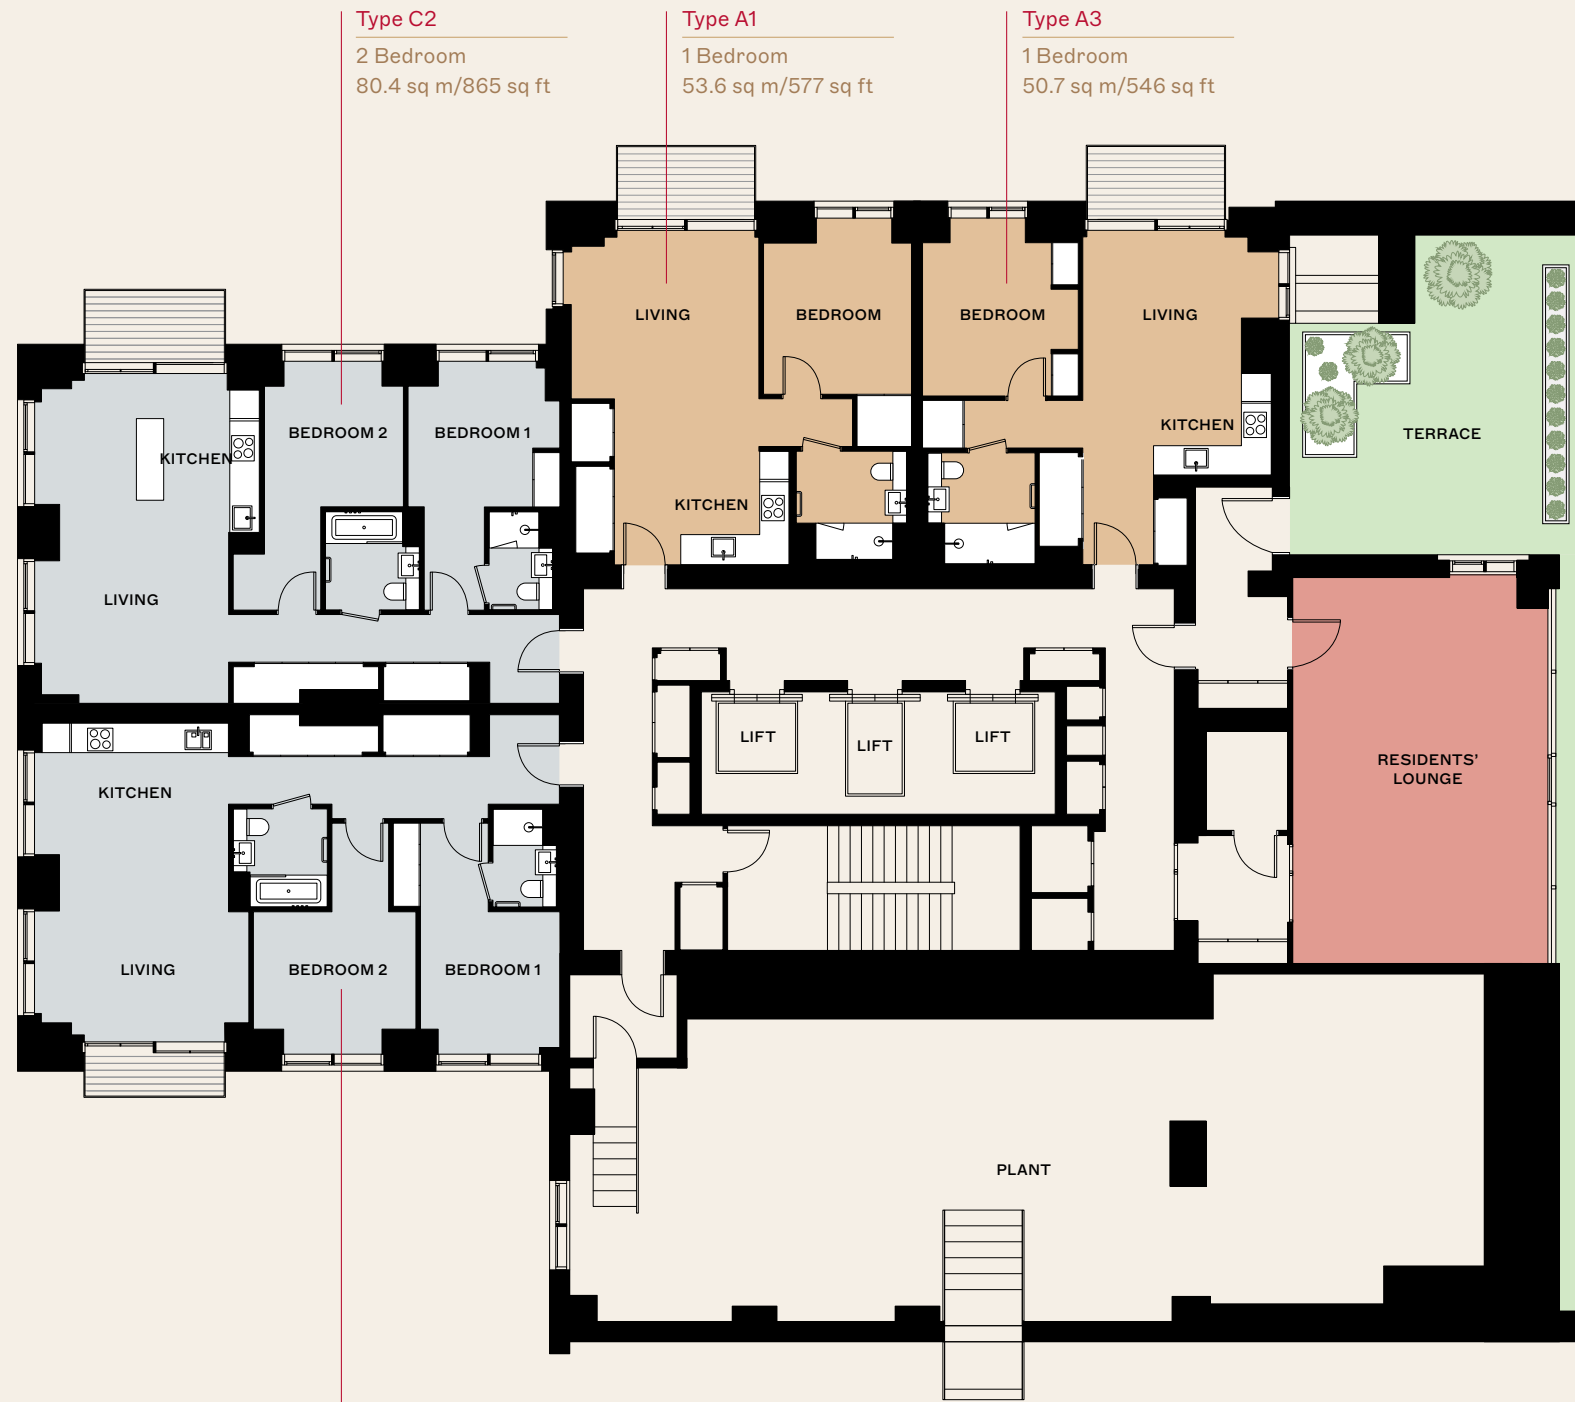 Type C2
2 Bedroom
80.4 sq m/865 sq ft
Type A1
1 Bedroom
53.6 sq m/577 sq ft
Type A3
1 Bedroom
50.7 sq m/546 sq ft
LIVING
BEDROOM
BEDROOM
LIVING
BEDROOM 2
BEDROOM 1
KITCHEN
TERRACE
KITCHEN
KITCHEN
LIVING
LIFT
LIFT
LIFT
RESIDENTS'
LOUNGE
KITCHEN
LIVING
BEDROOM 2
BEDROOM 1
PLANT